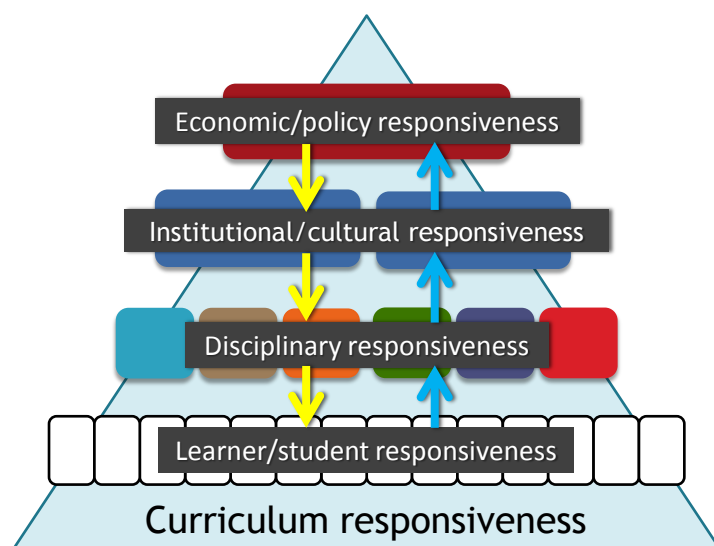 Economic/policy responsiveness
Institutional/cultural responsiveness
Disciplinary responsiveness
Learner/student responsiveness
Curriculum responsiveness